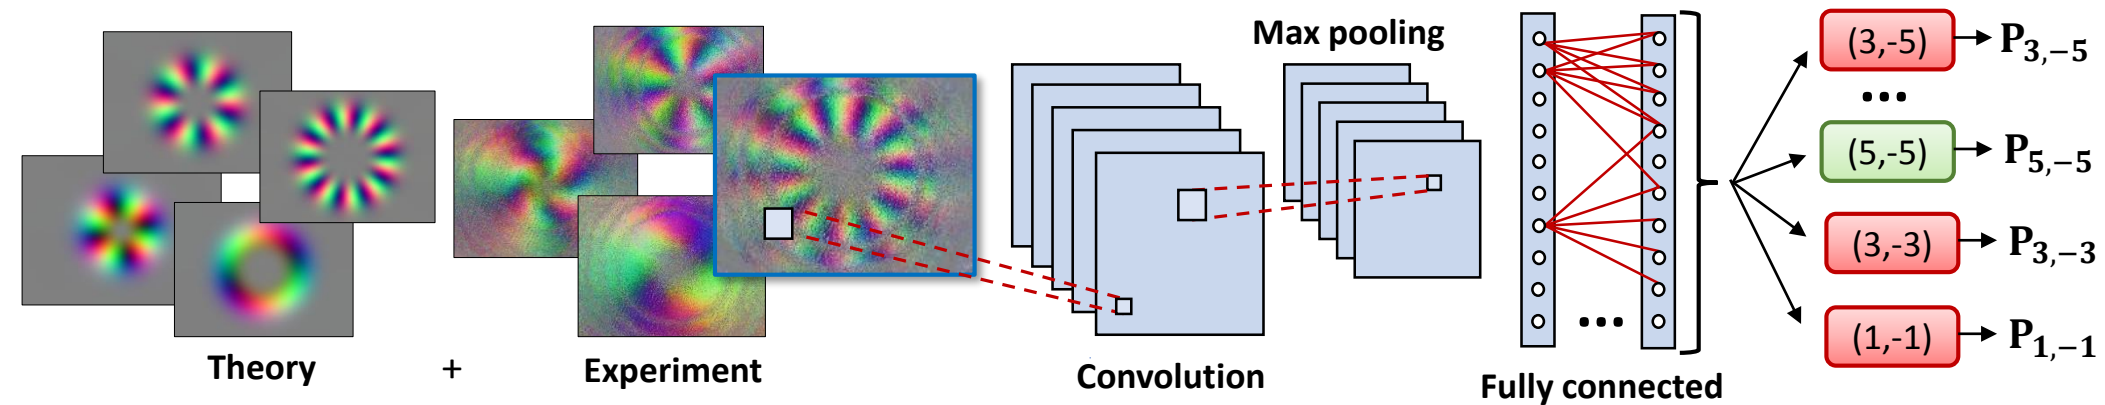 Theory
+
Experiment
Convolution
Max pooling
Fully connected
(3,-5)
P3,−5
...
(5,-5)
P5,−5
(3,-3)
P3,−3
(1,-1)
P1,−1
...